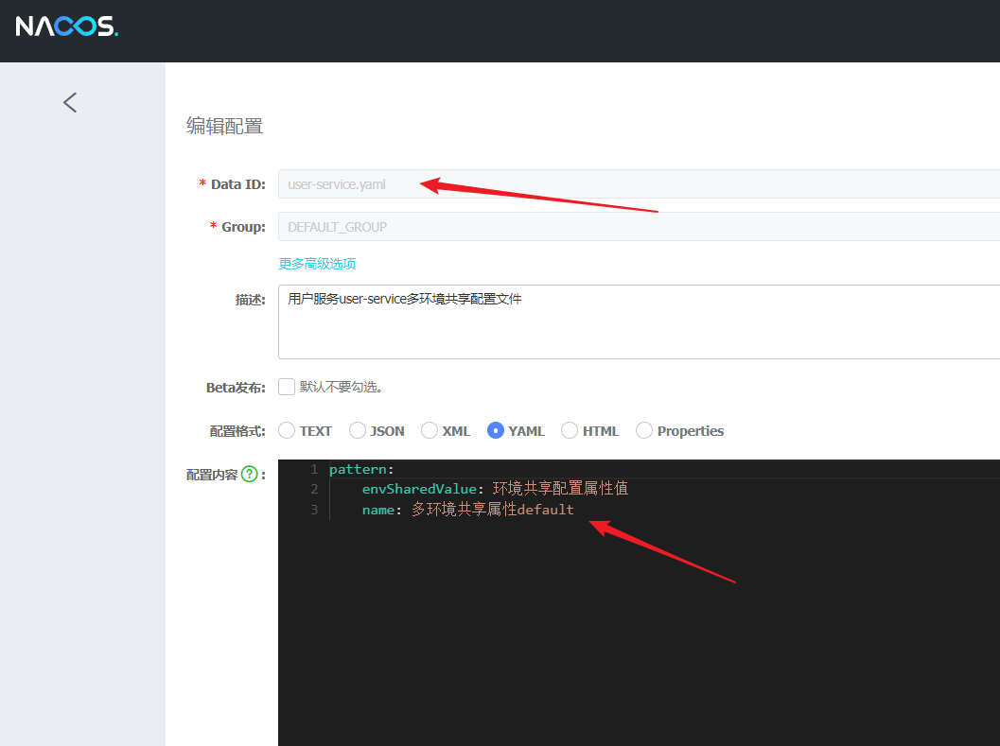 NACOS.
编辑配置
* Data ID: user-service.yaml
* Group: DEFAULT_GROUP
更多高级选项
描述: 用户服务user-service多环境共享配置文件
Beta发布: 默认不要勾选。
配置格式: TEXT JSON XML YAML HTML Properties
配置内容 ? :
1 pattern:
2 envSharedValue: 环境共享配置属性值
3 name: 多环境共享属性default